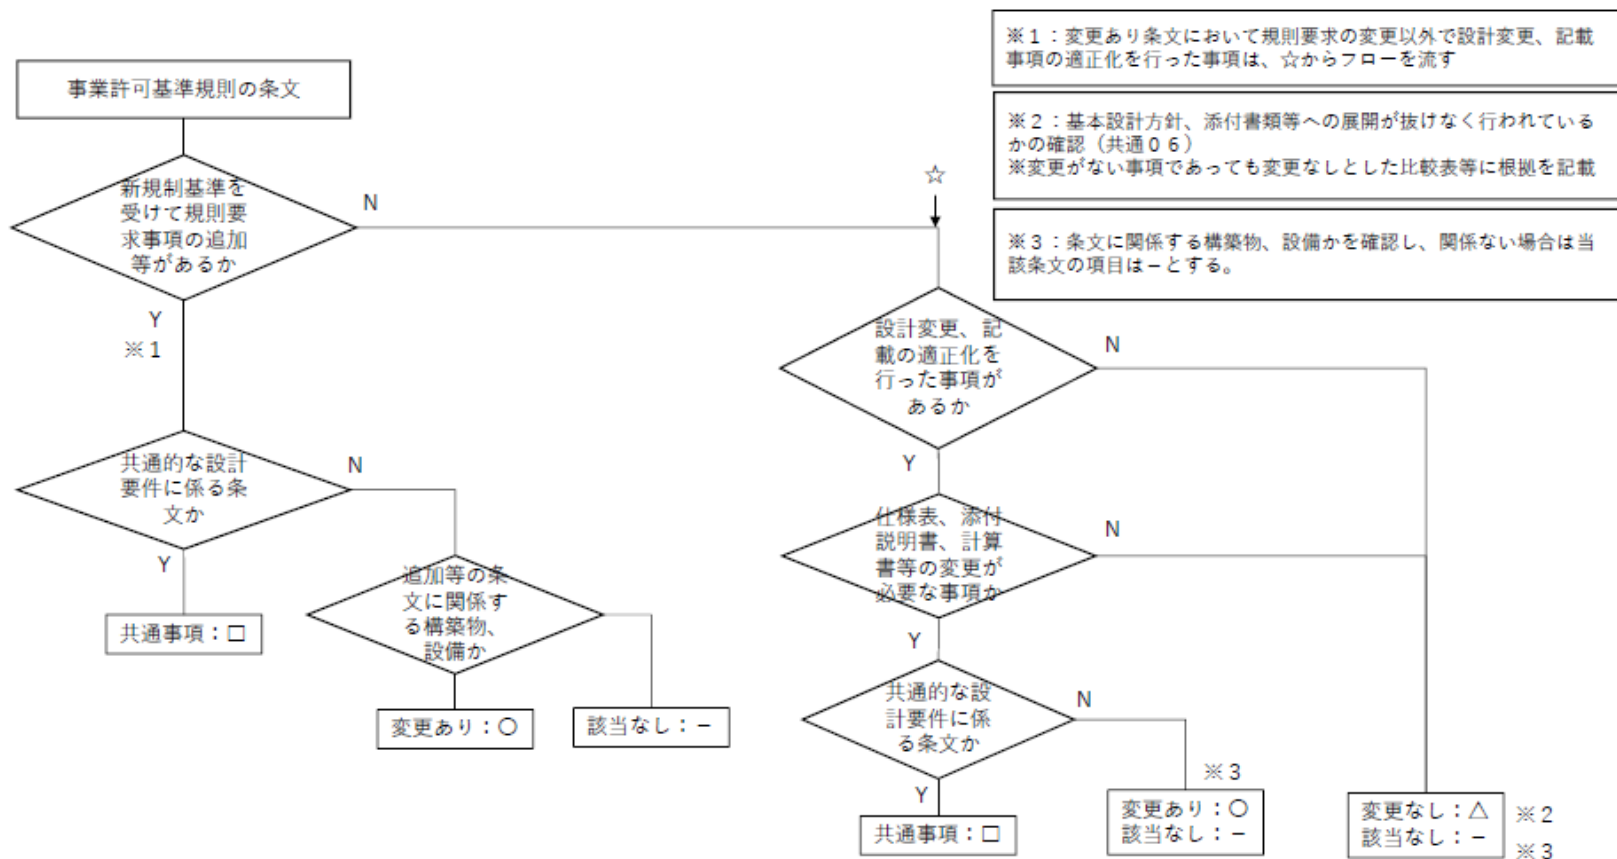 ※１：変更あり条文において規則要求の変更以外で設計変更、記載
事項の適正化を行った事項は、☆からフローを流す
事業許可基準規則の条文
※２：基本設計方針、添付書類等への展開が抜けなく行われている
かの確認（共通０６）
※変更がない事項であっても変更なしとした比較表等に根拠を記載
☆
新規制基準を
受けて規則要
求事項の追加
等があるか
N
※３：条文に関係する構築物、設備かを確認し、関係ない場合は当
該条文の項目は－とする。
Y
※１
設計変更、記
載の適正化を
行った事項が
あるか
N
Y
共通的な設計
要件に係る条
文か
N
Y
仕様表、添付
説明書、計算
書等の変更が
必要な事項か
N
Y
追加等の条
文に関係す
る構築物、
設備か
共通事項：□
変更あり：○
該当なし：－
共通的な設
計要件に係
る条文か
N
Y
※３
共通事項：□
変更あり：○
該当なし：－
変更なし：△
該当なし：－
※２
※３